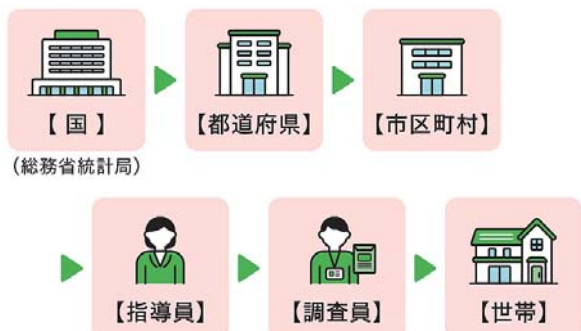 【国】
【都道府県】
【市区町村】
(総務省統計局)
【指導員】
【調査員】
【世帯】